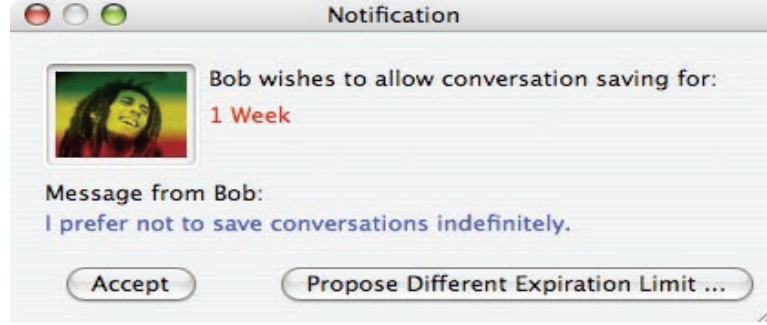 Notification
Bob wishes to allow conversation saving for:
1 Week
Message from Bob:
I prefer not to save conversations indefinitely.
Accept
Propose Different Expiration Limit ...